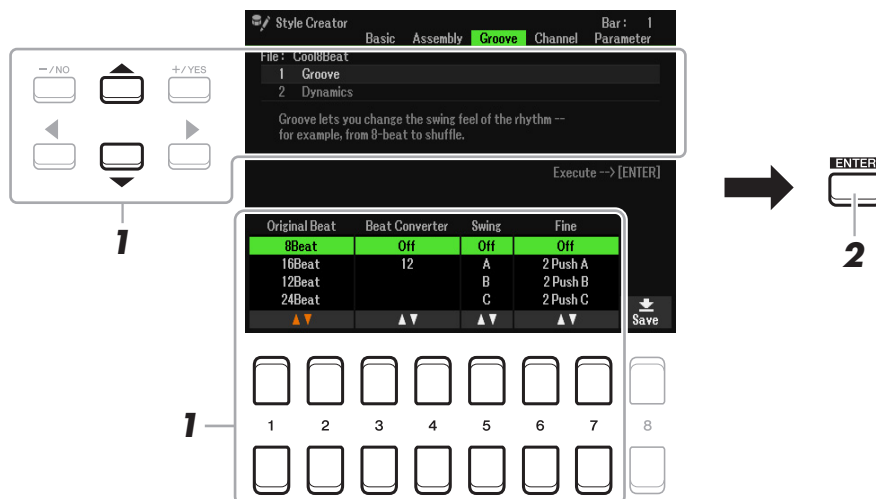 Style Creator Bar: 1
Basic Assembly Groove Channel Parameter
File: Cool8Beat
1 Groove
2 Dynamics
Groove lets you change the swing feel of the rhythm --
for example, from 8-beat to shuffle.
Execute --> [ENTER]
Original Beat Beat Converter Swing Fine
8Beat Off Off Off
16Beat 12 A 2 Push A
12Beat B 2 Push B
24Beat C 2 Push C
Save
–/NO +/YES
1
ENTER
2
1
1 2 3 4 5 6 7 8